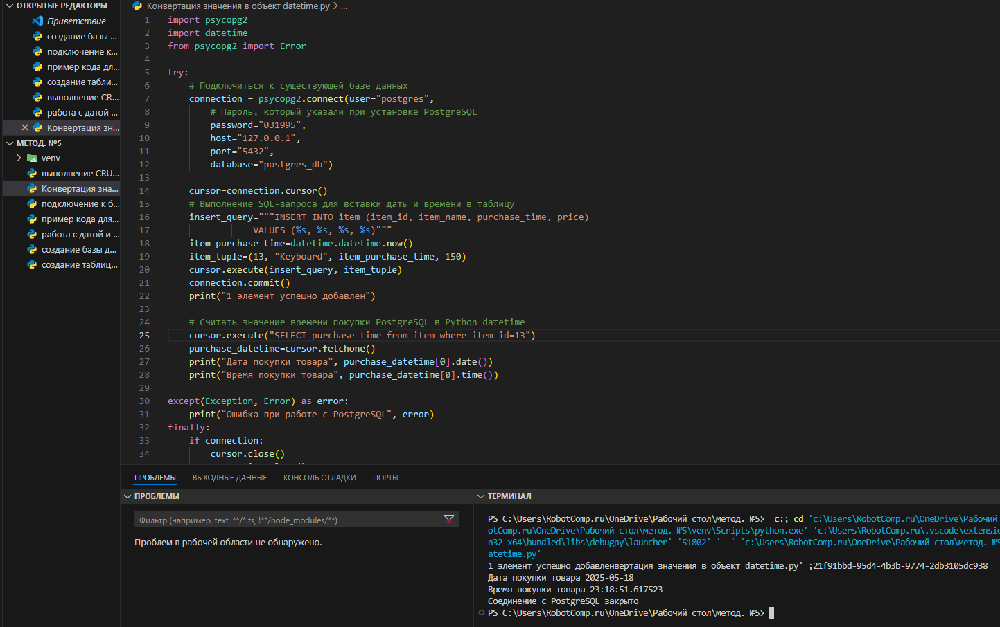 ОТКРЫТЫЕ РЕДАКТОРЫ
Приветствие
создание базы ...
подключение к...
пример кода дл...
создание табли...
выполнение CR...
работа с датой ...
Конвертация зн...
МЕТОД. №5
venv
выполнение CRU...
Конвертация зна...
подключение к б...
пример кода для...
работа с датой и ...
создание базы д...
создание таблиц...
Конвертация значения в объект datetime.py > ...
1 import psycopg2
2 import datetime
3 from psycopg2 import Error
4
5 try:
6     # Подключиться к существующей базе данных
7     connection = psycopg2.connect(user="postgres",
8         # Пароль, который указали при установке PostgreSQL
9         password="031995",
10         host="127.0.0.1",
11         port="5432",
12         database="postgres_db")
13
14     cursor=connection.cursor()
15     # Выполнение SQL-запроса для вставки даты и времени в таблицу
16     insert_query="""INSERT INTO item (item_id, item_name, purchase_time, price)
17                 VALUES (%s, %s, %s, %s)"""
18     item_purchase_time=datetime.datetime.now()
19     item_tuple=(13, "Keyboard", item_purchase_time, 150)
20     cursor.execute(insert_query, item_tuple)
21     connection.commit()
22     print("1 элемент успешно добавлен")
23
24     # Считать значение времени покупки PostgreSQL в Python datetime
25     cursor.execute("SELECT purchase_time from item where item_id=13")
26     purchase_datetime=cursor.fetchone()
27     print("Дата покупки товара", purchase_datetime[0].date())
28     print("Время покупки товара", purchase_datetime[0].time())
29
30 except(Exception, Error) as error:
31     print("Ошибка при работе с PostgreSQL", error)
32 finally:
33     if connection:
34         cursor.close()
ПРОБЛЕМЫ ВЫХОДНЫЕ ДАННЫЕ КОНСОЛЬ ОТЛАДКИ ПОРТЫ
ПРОБЛЕМЫ
Фильтр (например, text, **/*.ts, !**/node_modules/**)
Проблем в рабочей области не обнаружено.
ТЕРМИНАЛ
PS C:\Users\RobotComp.ru\OneDrive\Рабочий стол\метод. №5>  c:; cd 'c:\Users\RobotComp.ru\OneDrive\Рабочий
otComp.ru\OneDrive\Рабочий стол\метод. №5\venv\Scripts\python.exe' 'c:\Users\RobotComp.ru\.vscode\extensio
n32-x64\bundled\libs\debugpy\launcher' '51802' '--' 'c:\Users\RobotComp.ru\OneDrive\Рабочий стол\метод. №5
atetime.py'
1 элемент успешно добавленвертация значения в объект datetime.py' ;21f91bbd-95d4-4b3b-9774-2db3105dc938
Дата покупки товара 2025-05-18
Время покупки товара 23:18:51.617523
Соединение с PostgreSQL закрыто
PS C:\Users\RobotComp.ru\OneDrive\Рабочий стол\метод. №5>